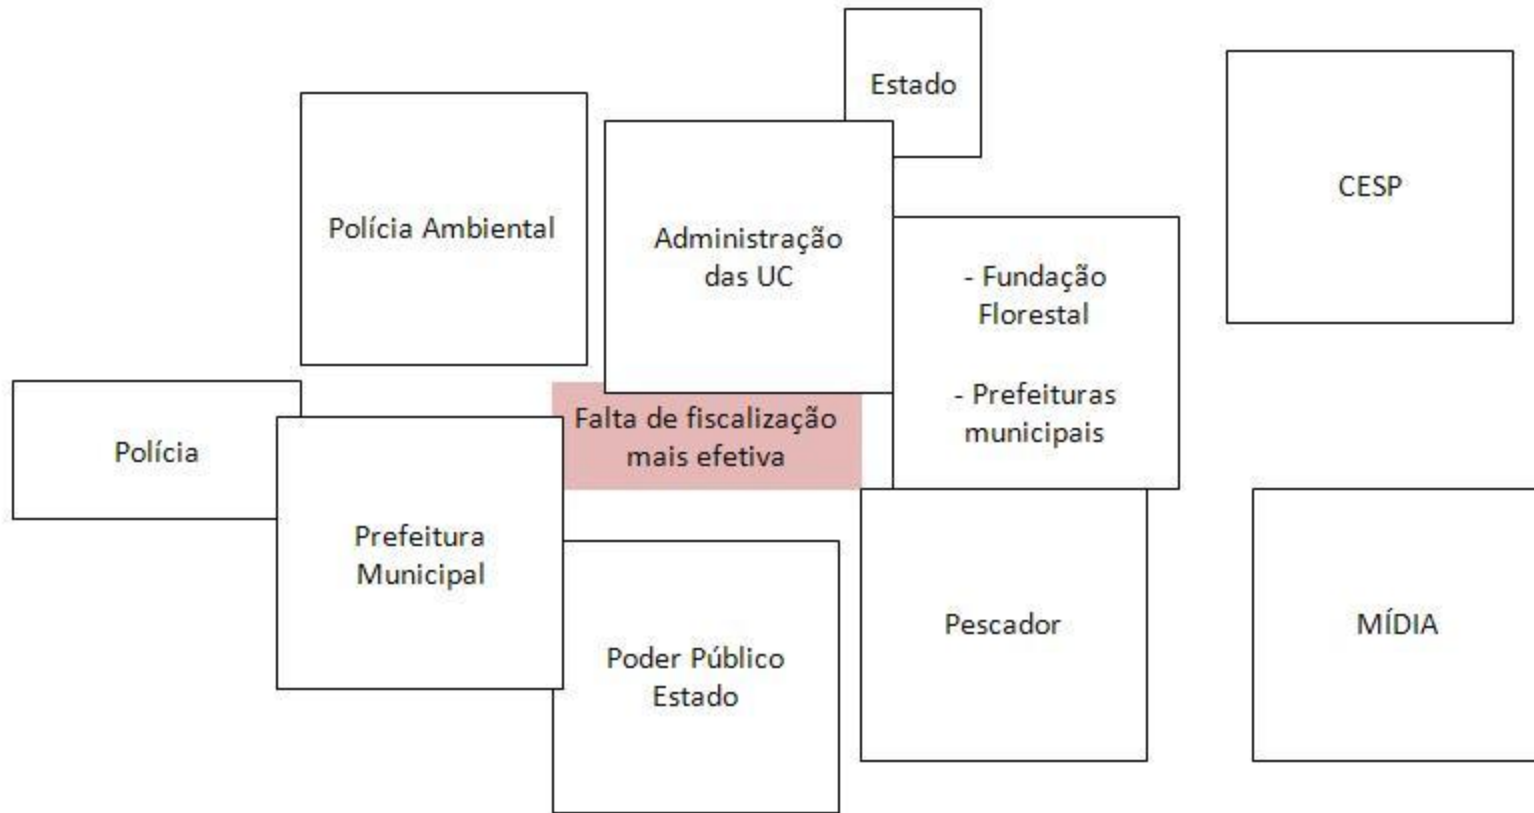 Estado
CESP
Polícia Ambiental
Administração
das UC
- Fundação
Florestal
- Prefeituras
municipais
Falta de fiscalização
mais efetiva
Polícia
Prefeitura
Municipal
Poder Público
Estado
Pescador
MÍDIA